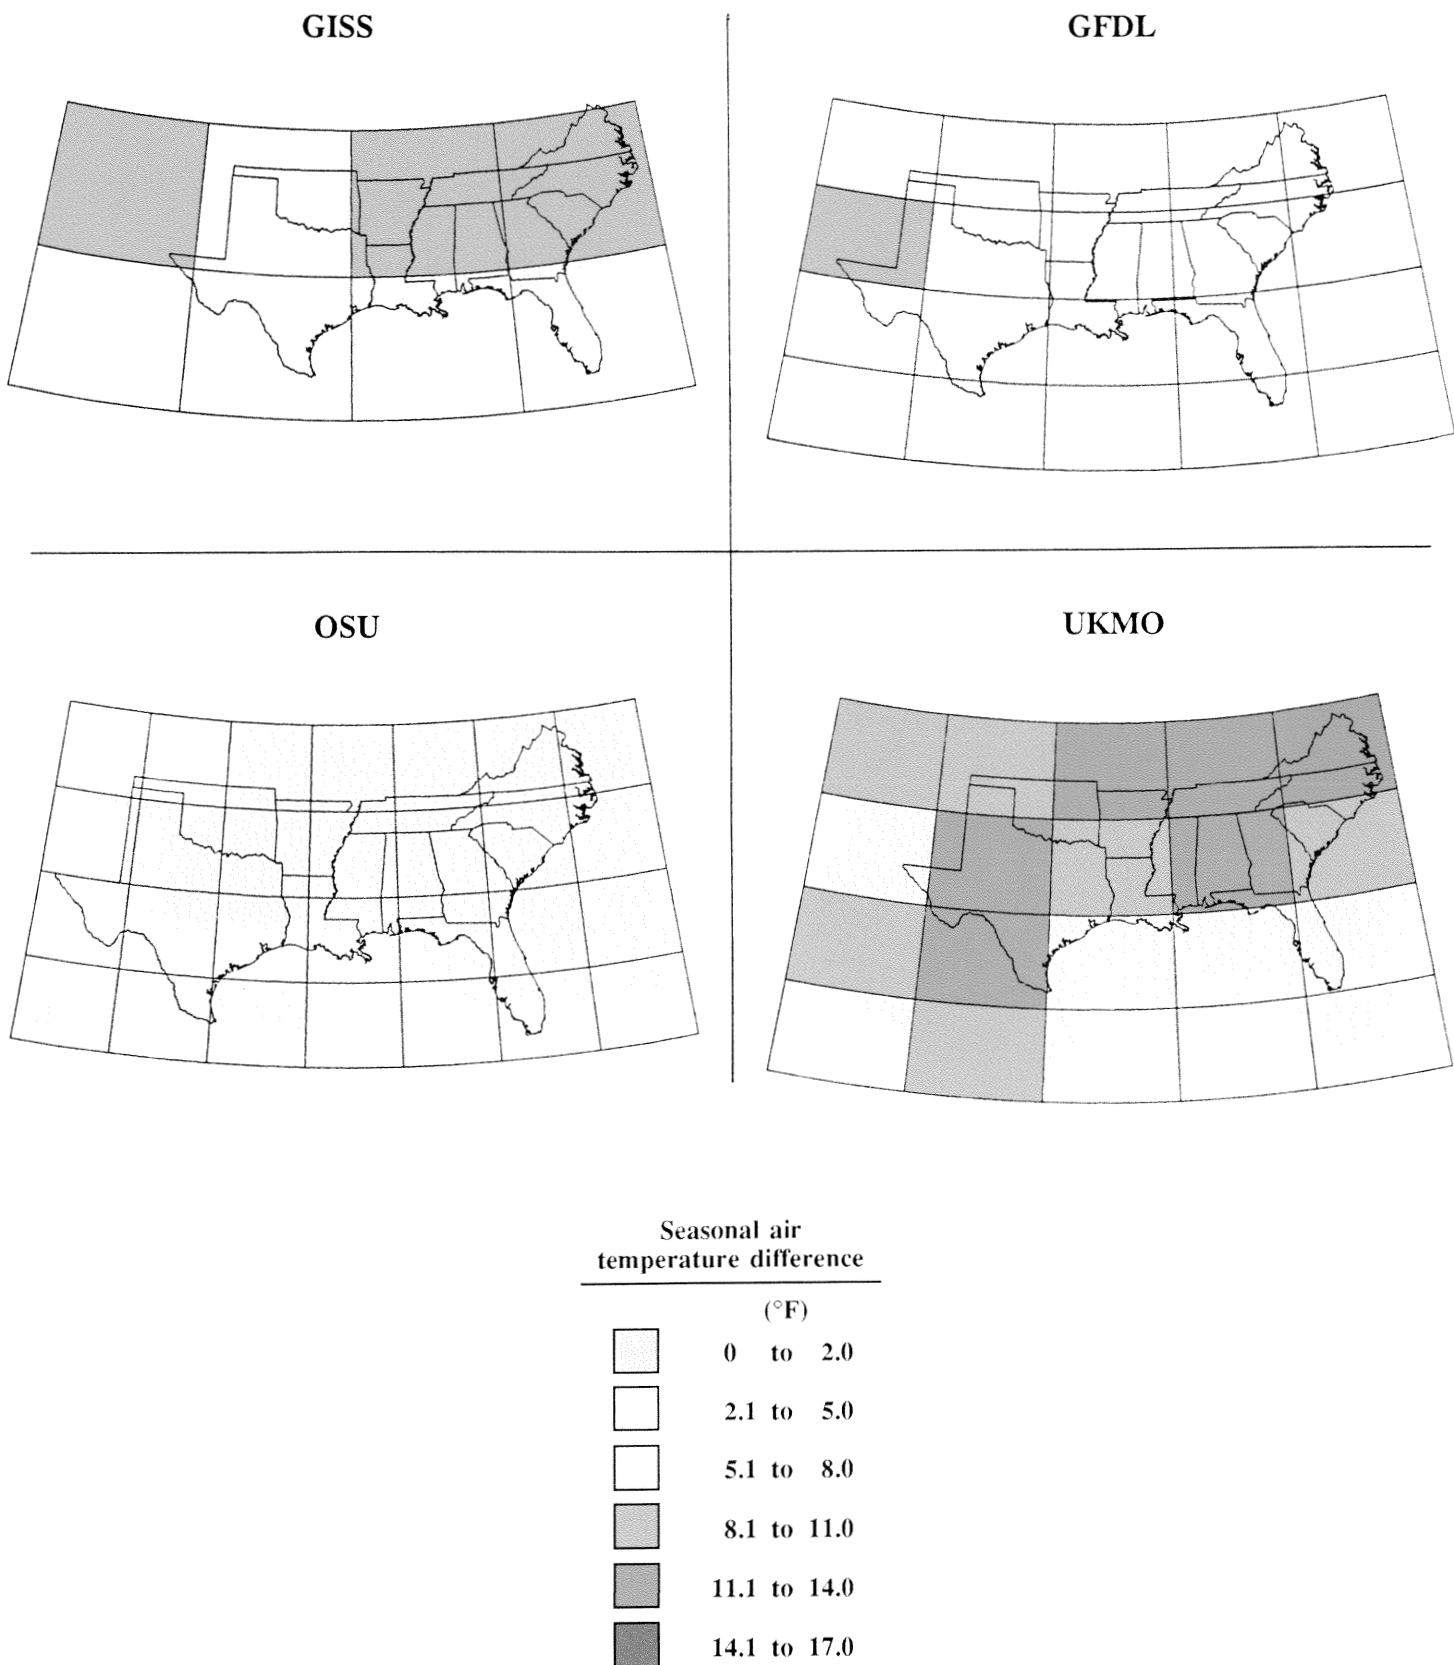 GISS
GFDL
OSU
UKMO
Seasonal air
temperature difference
(°F)
0 to 2.0
2.1 to 5.0
5.1 to 8.0
8.1 to 11.0
11.1 to 14.0
14.1 to 17.0